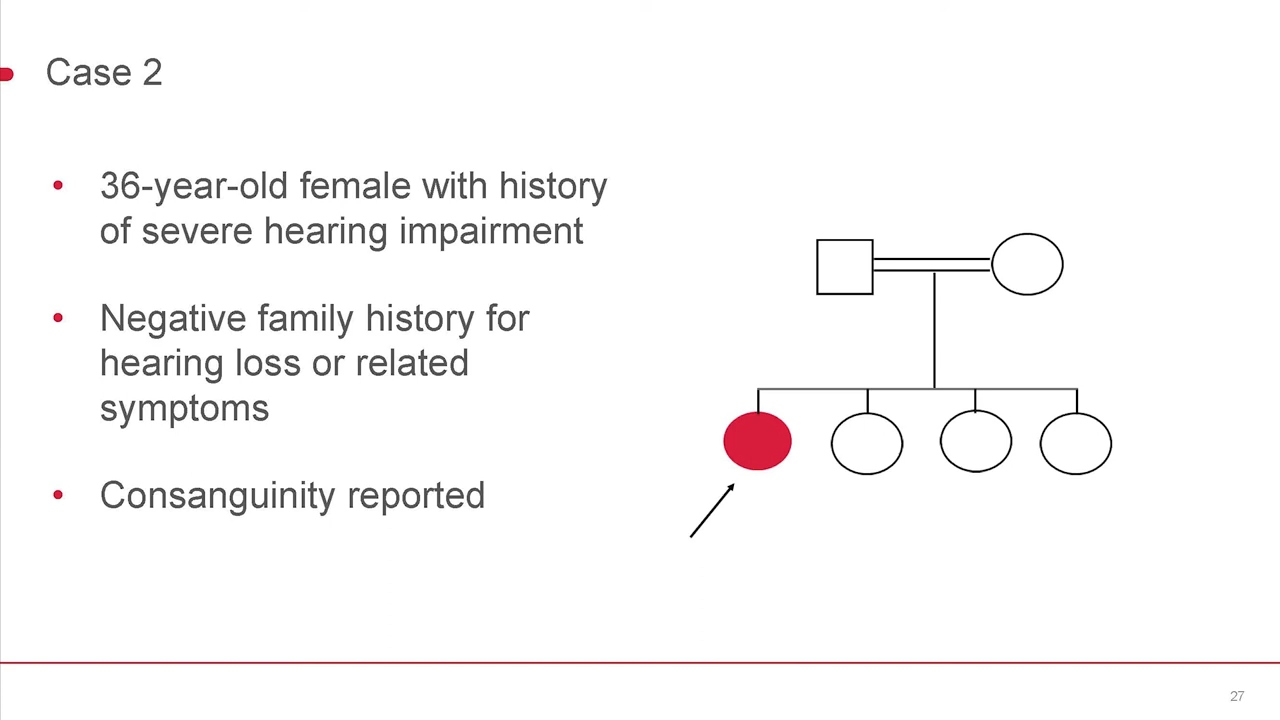 Case 2
• 36-year-old female with history
of severe hearing impairment
• Negative family history for
hearing loss or related
symptoms
• Consanguinity reported
27